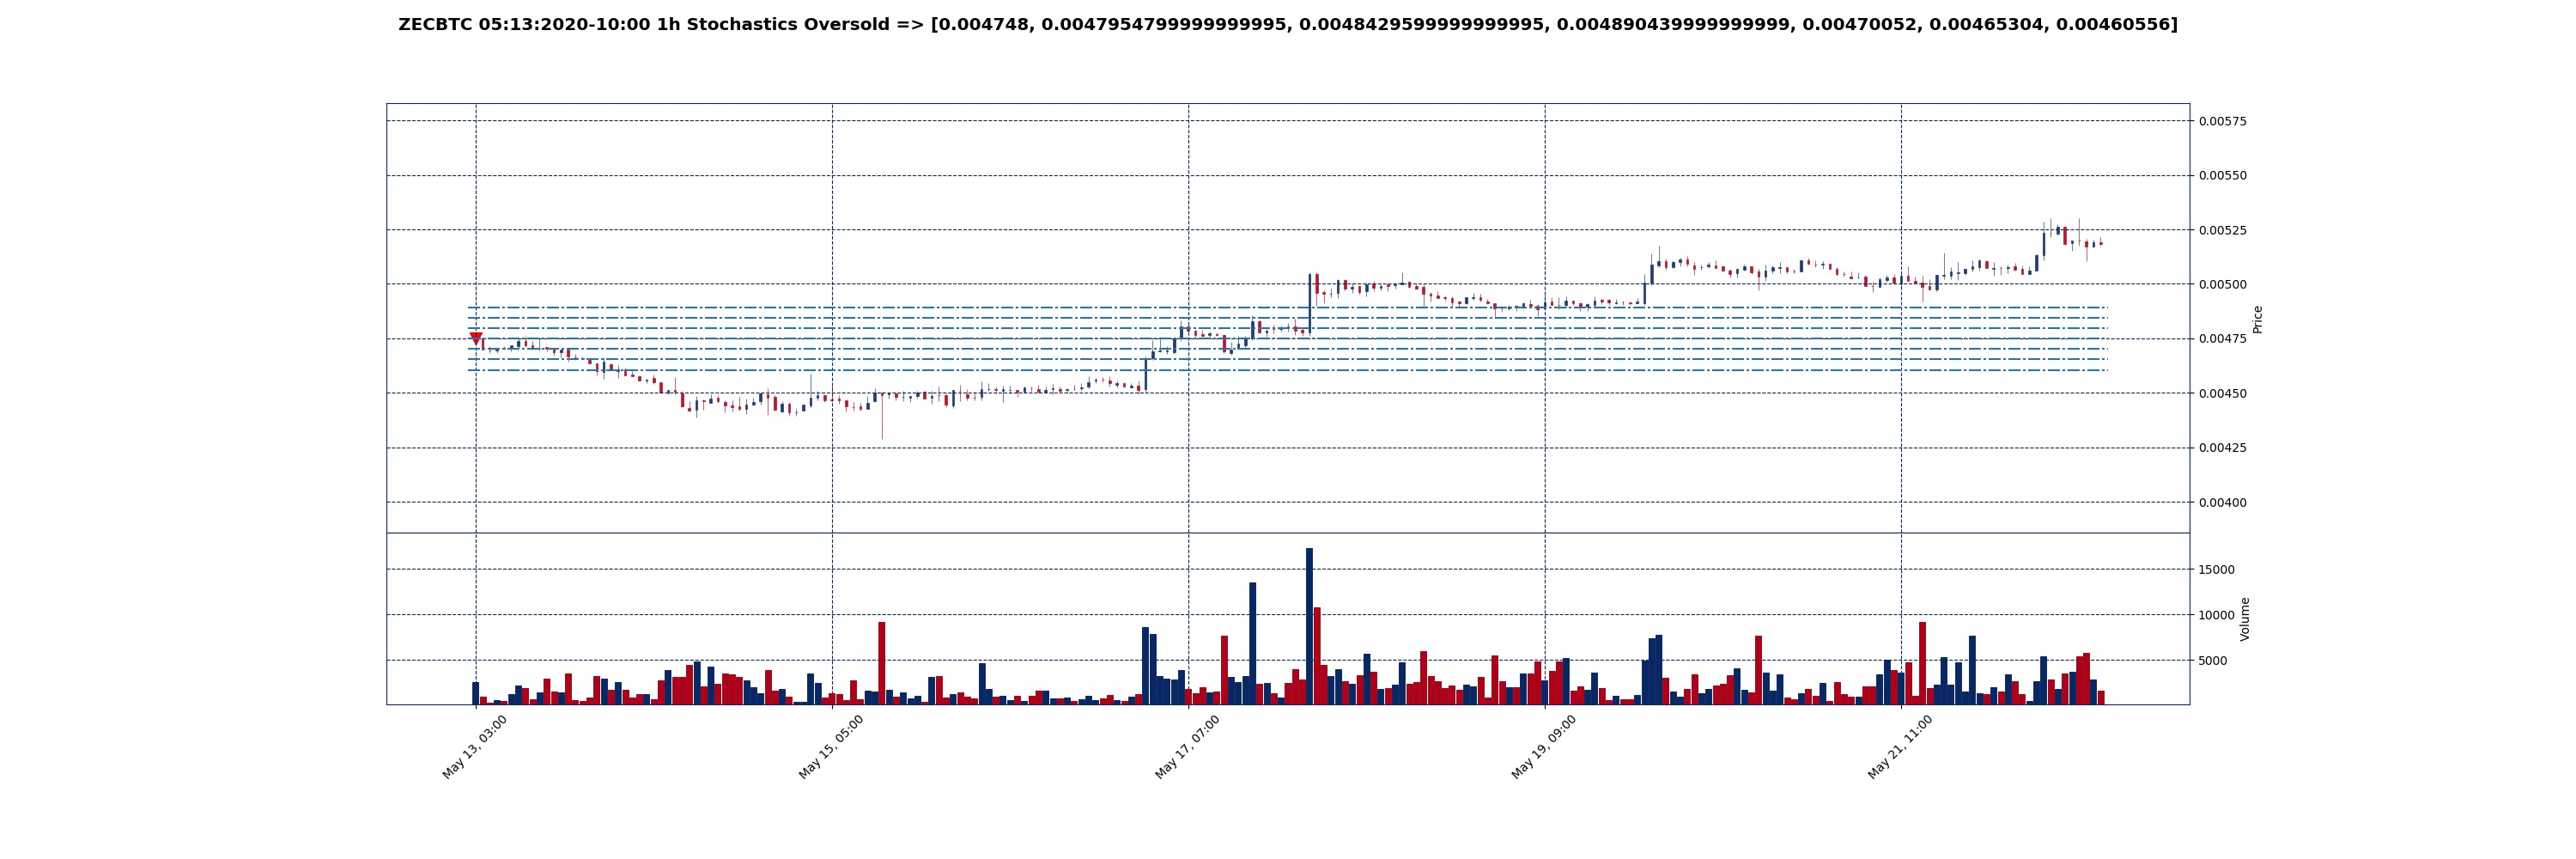 ZECBTC 05:13:2020-10:00 1h Stochastics Oversold => [0.004748, 0.0047954799999999995, 0.0048429599999999995, 0.004890439999999999, 0.00470052, 0.00465304, 0.00460556]
0.00575
0.00550
0.00525
0.00500
0.00475
0.00450
0.00425
0.00400
Price
15000
10000
5000
Volume
May 13, 03:00
May 15, 05:00
May 17, 07:00
May 19, 09:00
May 21, 11:00